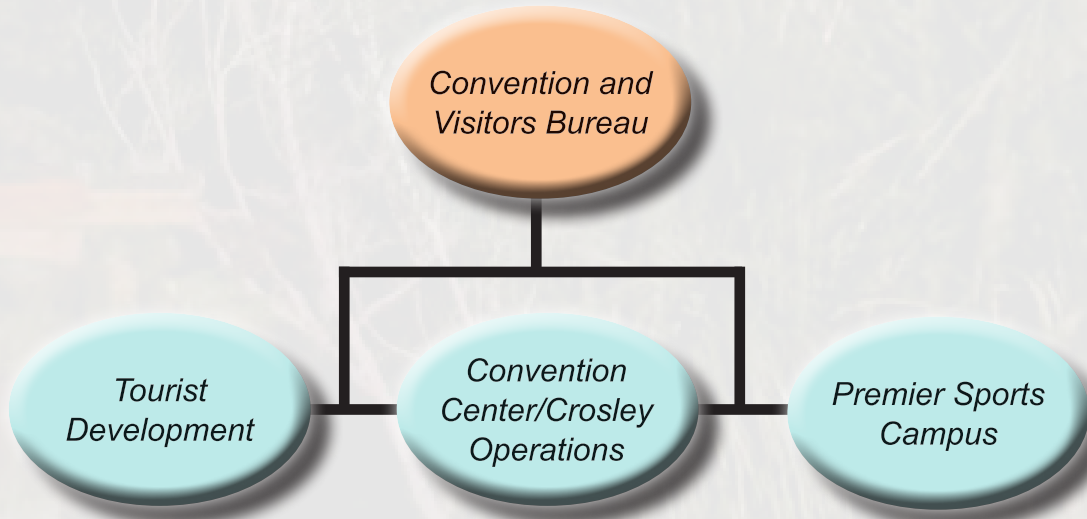 Convention and
Visitors Bureau
Tourist
Development
Convention
Center/Crosley
Operations
Premier Sports
Campus